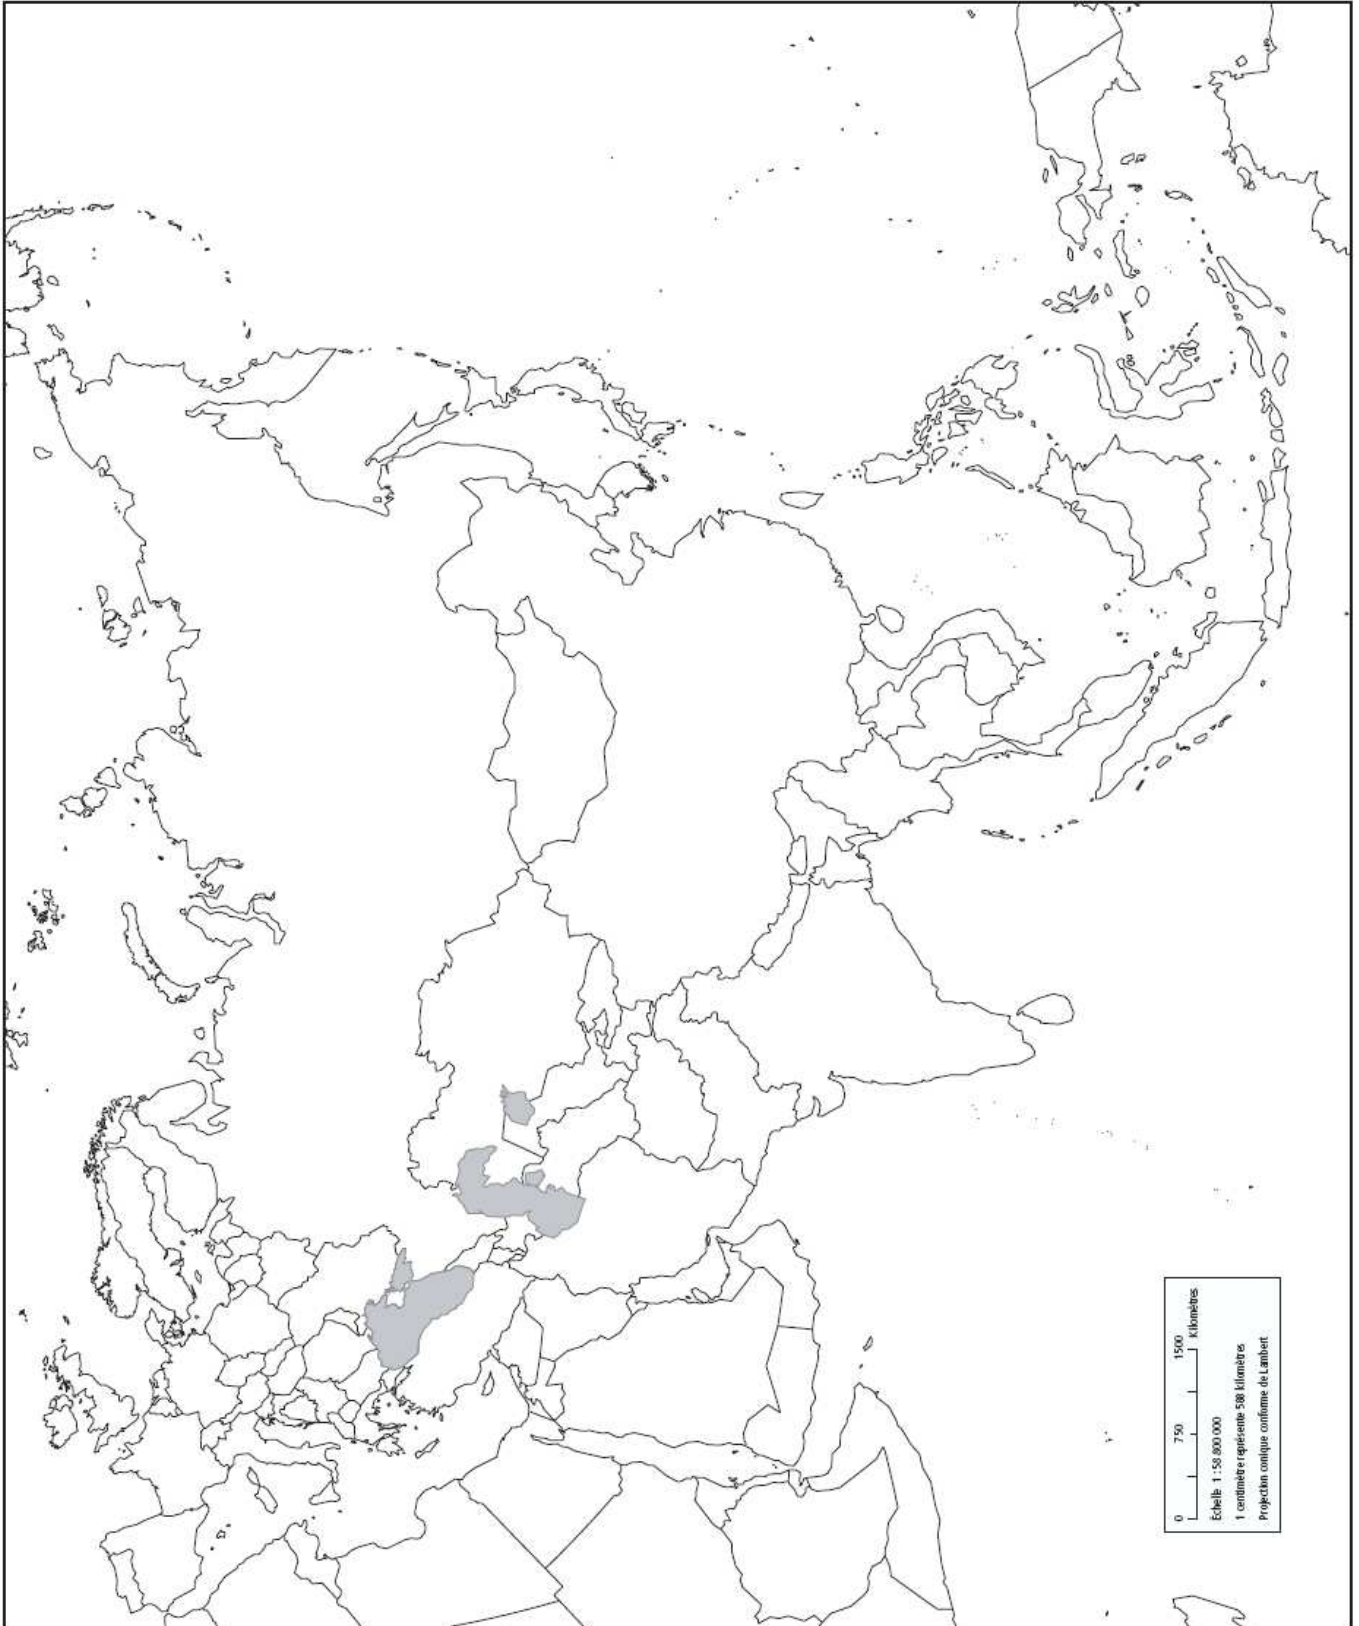 0 750 1500
Kilomètres
Échelle 1 : 58 800 000
1 centimètre représente 588 kilomètres
Projection conique conforme de Lambert